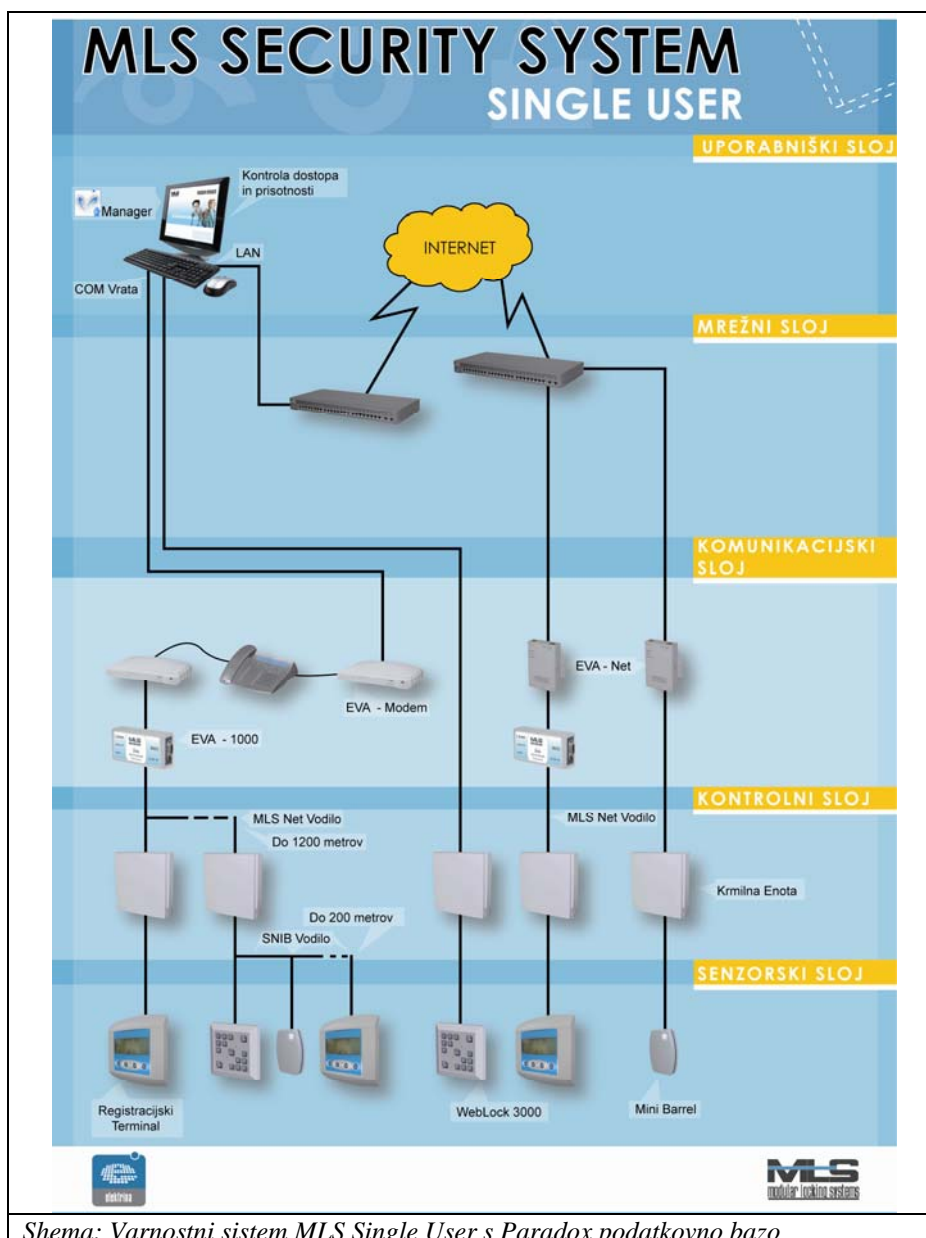 MLS SECURITY SYSTEM
SINGLE USER
UPORABNIŠKI SLOJ
Kontrola dostopa
in prisotnosti
Manager
INTERNET
LAN
COM Vrata
MREŽNI SLOJ
KOMUNIKACIJSKI
SLOJ
EVA - Net
EVA - Modem
EVA - 1000
KONTROLNI SLOJ
MLS Net Vodilo
MLS Net Vodilo
Do 1200 metrov
Krmilna Enota
Do 200 metrov
SNIB Vodilo
SENZORSKI SLOJ
Registracijski
Terminal
WebLock 3000
Mini Barrel
elektrina
MLS
modular locking systems
Shema: Varnostni sistem MLS Single User s Paradox podatkovno bazo